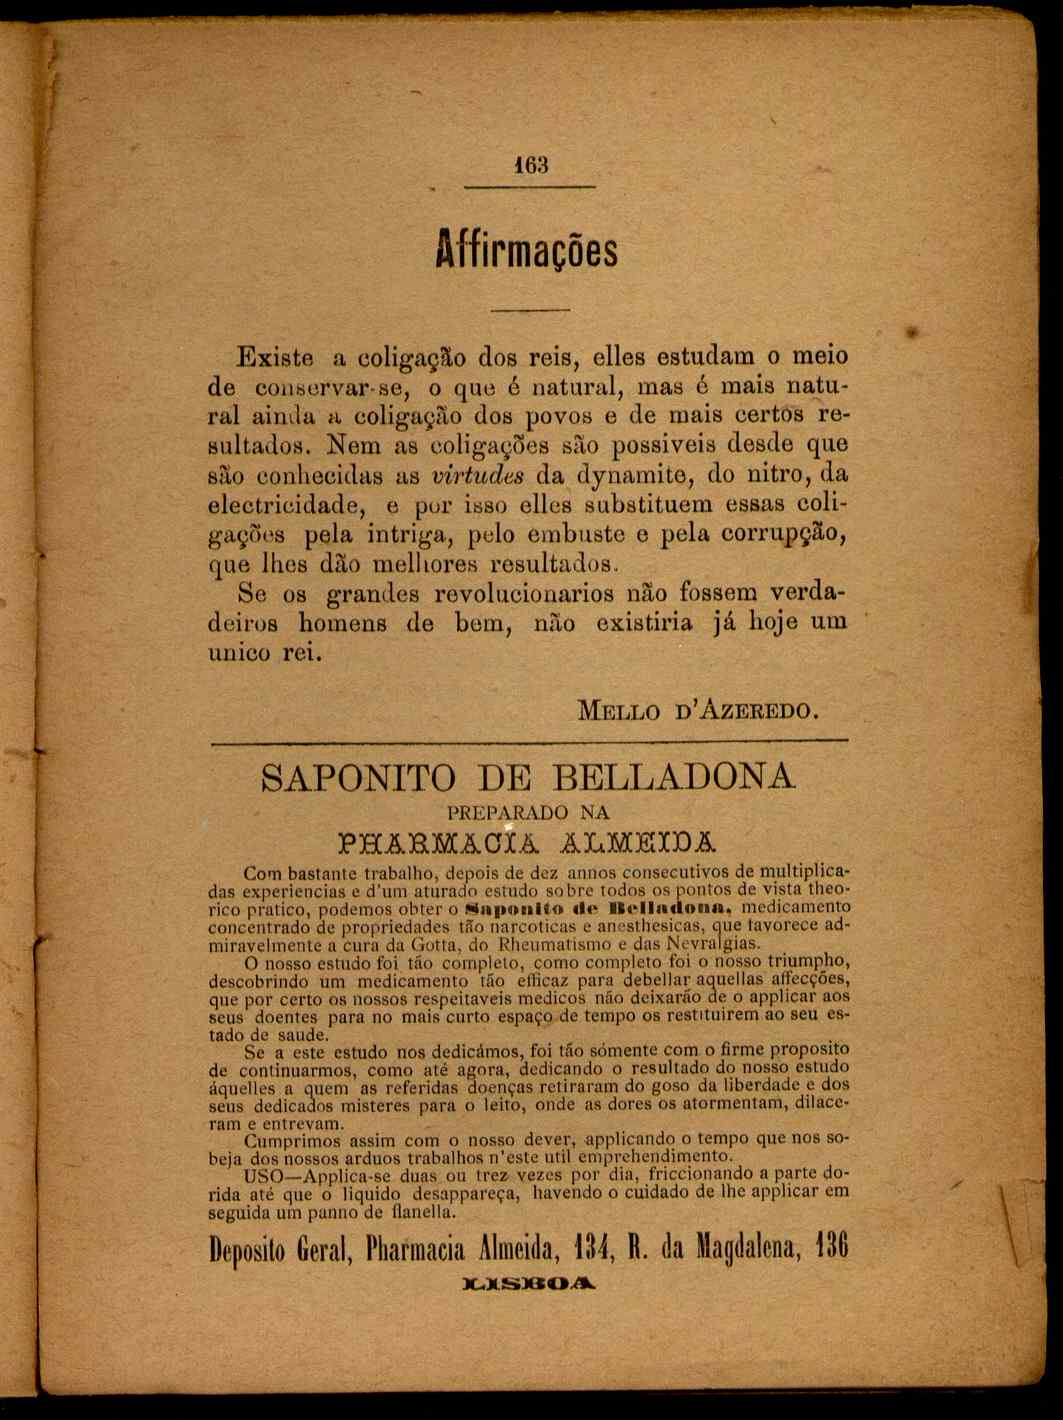 163
Affirmações
Existe a coligação dos reis, elles estudam o meio
de conservar-se, o que é natural, mas é mais natu-
ral ainda a coligação dos povos e de mais certos re-
sultados. Nem as coligações são possiveis desde que
são conhecidas as virtudes da dynamite, do nitro, da
electricidade, e por isso elles substituem essas coli-
gações pela intriga, pelo embuste e pela corrupção,
que lhes dão melhores resultados.
Se os grandes revolucionarios não fossem verda-
deiros homens de bem, não existiria já hoje um
unico rei.
MELLO D'AZEREDO.
SAPONITO DE BELLADONA
PREPARADO NA
PHARMACIA ALMEIDA
Com bastante trabalho, depois de dez annos consecutivos de multiplica-
das experiencias e d'um aturado estudo sobre todos os pontos de vista theo-
rico pratico, podemos obter o Saponito de Belladona, medicamento
concentrado de propriedades tão narcoticas e anesthesicas, que favorece ad-
miravelmente a cura da Gotta, do Rheumatismo e das Nevralgias.
O nosso estudo foi tão completo, como completo foi o nosso triumpho,
descobrindo um medicamento tão efficaz para debellar aquellas affecções,
que por certo os nossos respeitaveis medicos não deixarão de o applicar aos
seus doentes para no mais curto espaço de tempo os restituirem ao seu es-
tado de saude.
Se a este estudo nos dedicámos, foi tão sómente com o firme proposito
de continuarmos, como até agora, dedicando o resultado do nosso estudo
áquelles a quem as referidas doenças retiraram do goso da liberdade e dos
seus dedicados misteres para o leito, onde as dores os atormentam, dilace-
ram e entrevam.
Cumprimos assim com o nosso dever, applicando o tempo que nos so-
beja dos nossos arduos trabalhos n'este util emprehendimento.
USO—Applica-se duas ou trez vezes por dia, friccionando a parte do-
rida até que o liquido desappareça, havendo o cuidado de lhe applicar em
seguida um panno de flanella.
Deposito Geral, Pharmacia Almeida, 134, R. da Magdalena, 136
LISBOA